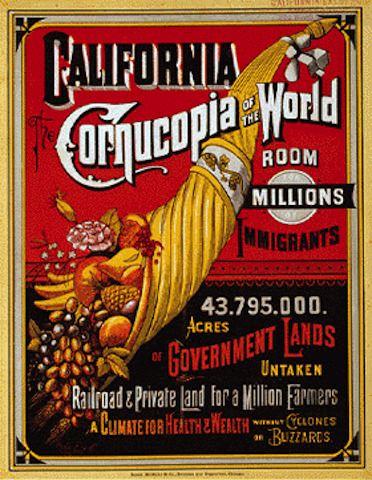 CALIFORNIA
The Cornucopia OF THE World
ROOM
FOR
MILLIONS
OF
IMMIGRANTS
43.795.000.
ACRES
OF GOVERNMENT LANDS
UNTAKEN
Railroad & Private Land for a Million Farmers
A CLIMATE FOR HEALTH & WEALTH WITHOUT CYCLONES
OR BLIZZARDS.